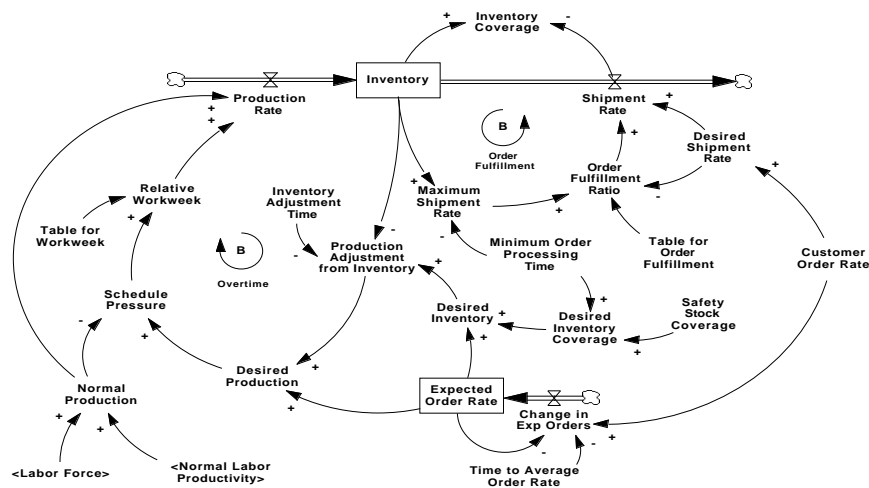 Inventory
Coverage
+
-
Inventory
Production
Rate
Shipment
Rate
+
+
+
+
B
Order
Fulfillment
Desired
Shipment
Rate
+
Relative
Workweek
Inventory
Adjustment
Time
+
Maximum
Shipment
Rate
+
Order
Fulfillment
Ratio
-
Table for
Workweek
+
-
-
B
Overtime
-
Production
Adjustment
from Inventory
+
Minimum Order
Processing
Time
Table for
Order
Fulfillment
Customer
Order Rate
Schedule
Pressure
Desired
Inventory
+
+
Desired
Inventory
Coverage
+
Safety
Stock
Coverage
-
+
+
Desired
Production
+
+
Normal
Production
Expected
Order Rate
+
+
Change in
Exp Orders
+
-
-
<Labor Force>
<Normal Labor
Productivity>
Time to Average
Order Rate